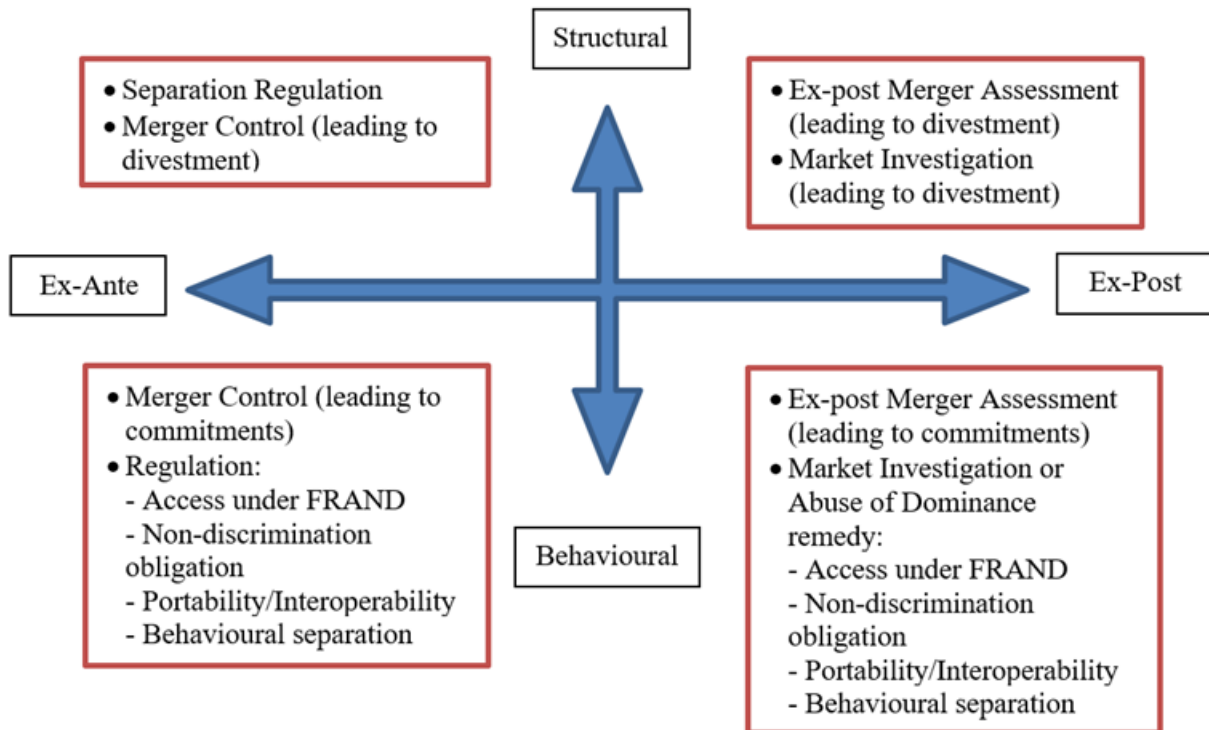 Structural
• Separation Regulation
• Merger Control (leading to
divestment)
• Ex-post Merger Assessment
(leading to divestment)
• Market Investigation
(leading to divestment)
Ex-Ante
Ex-Post
• Merger Control (leading to
commitments)
• Regulation:
- Access under FRAND
- Non-discrimination
obligation
- Portability/Interoperability
- Behavioural separation
Behavioural
• Ex-post Merger Assessment
(leading to commitments)
• Market Investigation or
Abuse of Dominance
remedy:
- Access under FRAND
- Non-discrimination
obligation
- Portability/Interoperability
- Behavioural separation